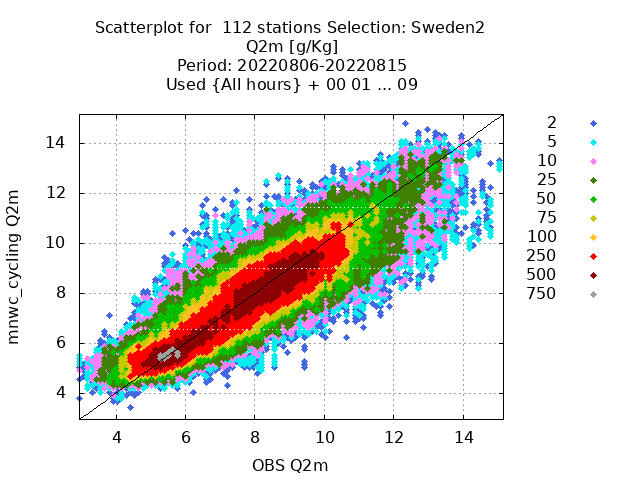 Scatterplot for  112 stations Selection: Sweden2
Q2m [g/Kg]
Period: 20220806-20220815
Used {All hours} + 00 01 ... 09
2
5
10
25
50
75
100
250
500
750
14
12
10
8
6
4
mnwc_cycling Q2m
4 6 8 10 12 14
OBS Q2m